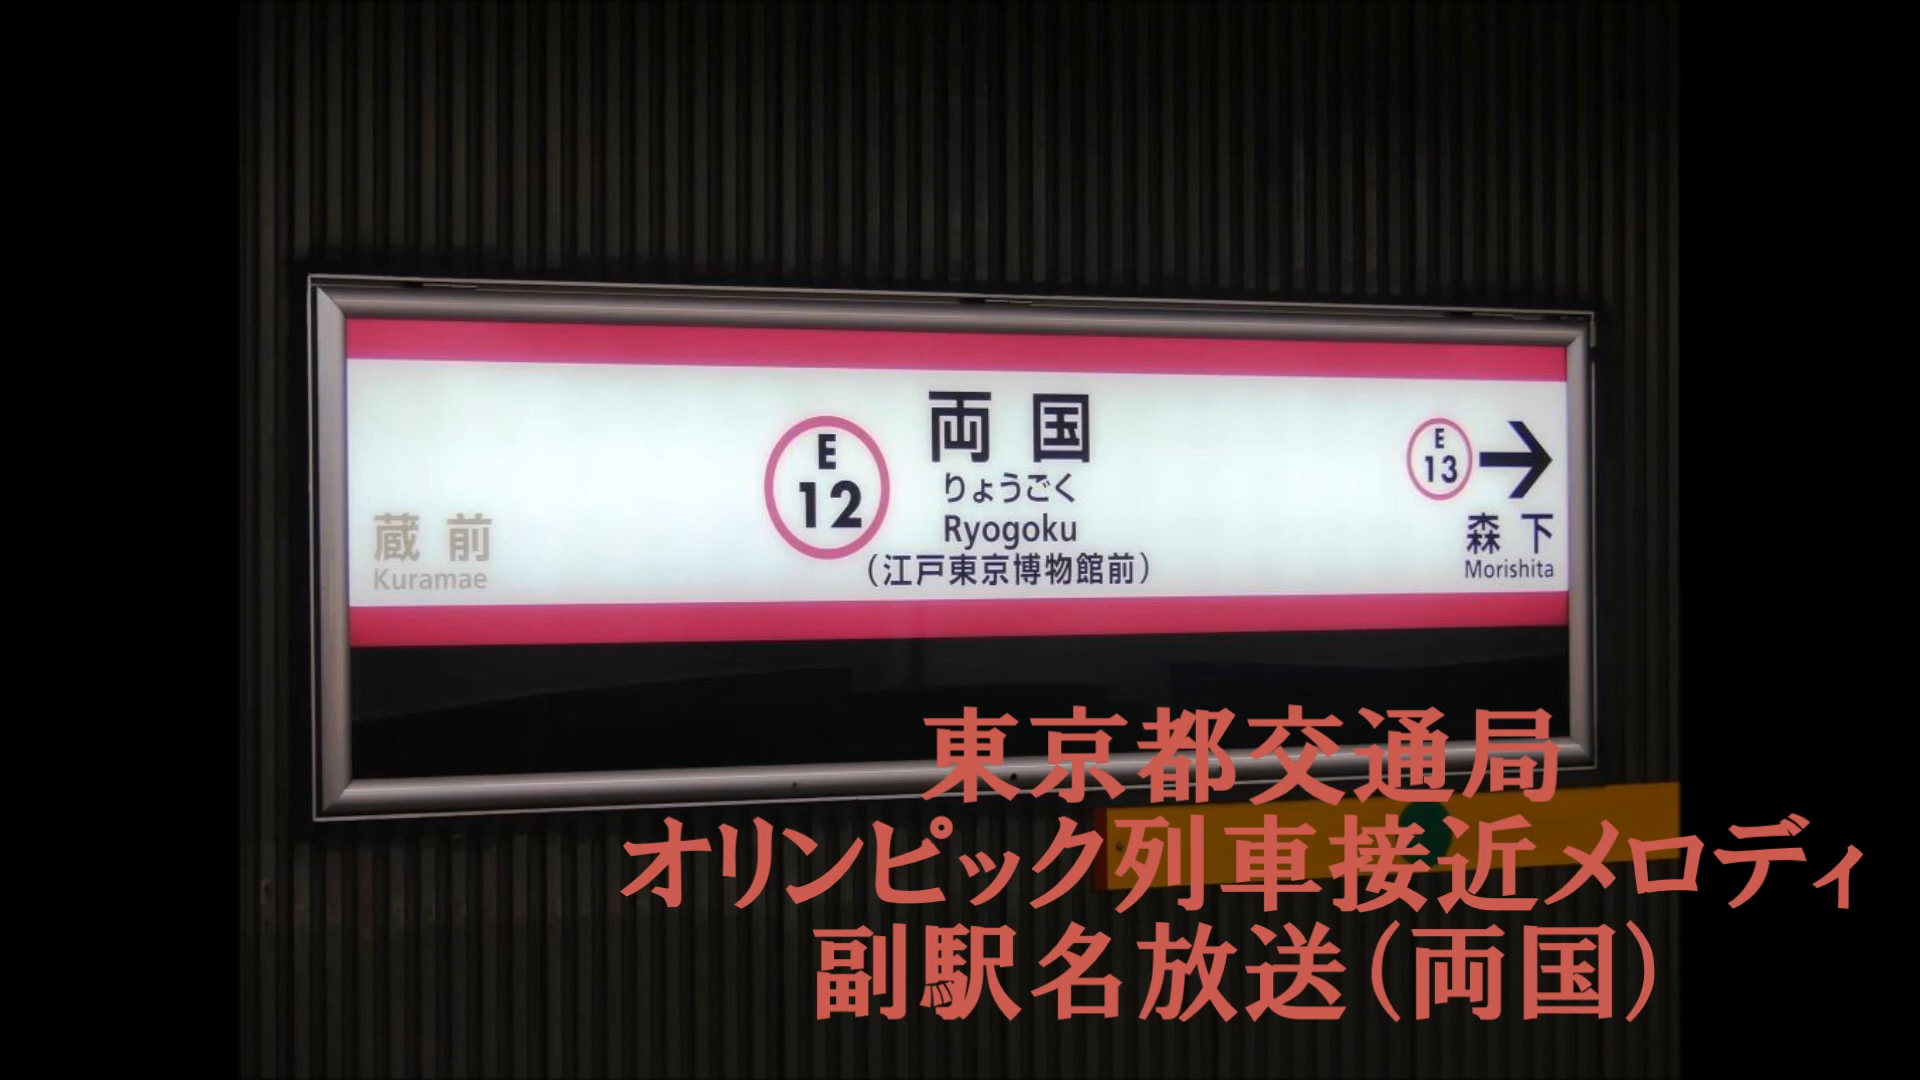 E
12
両国
りょうごく
Ryogoku
(江戸東京博物館前)
蔵前
Kuramae
E
13
→
森下
Morishita
東京都交通局
オリンピック列車接近メロディ
副駅名放送(両国)